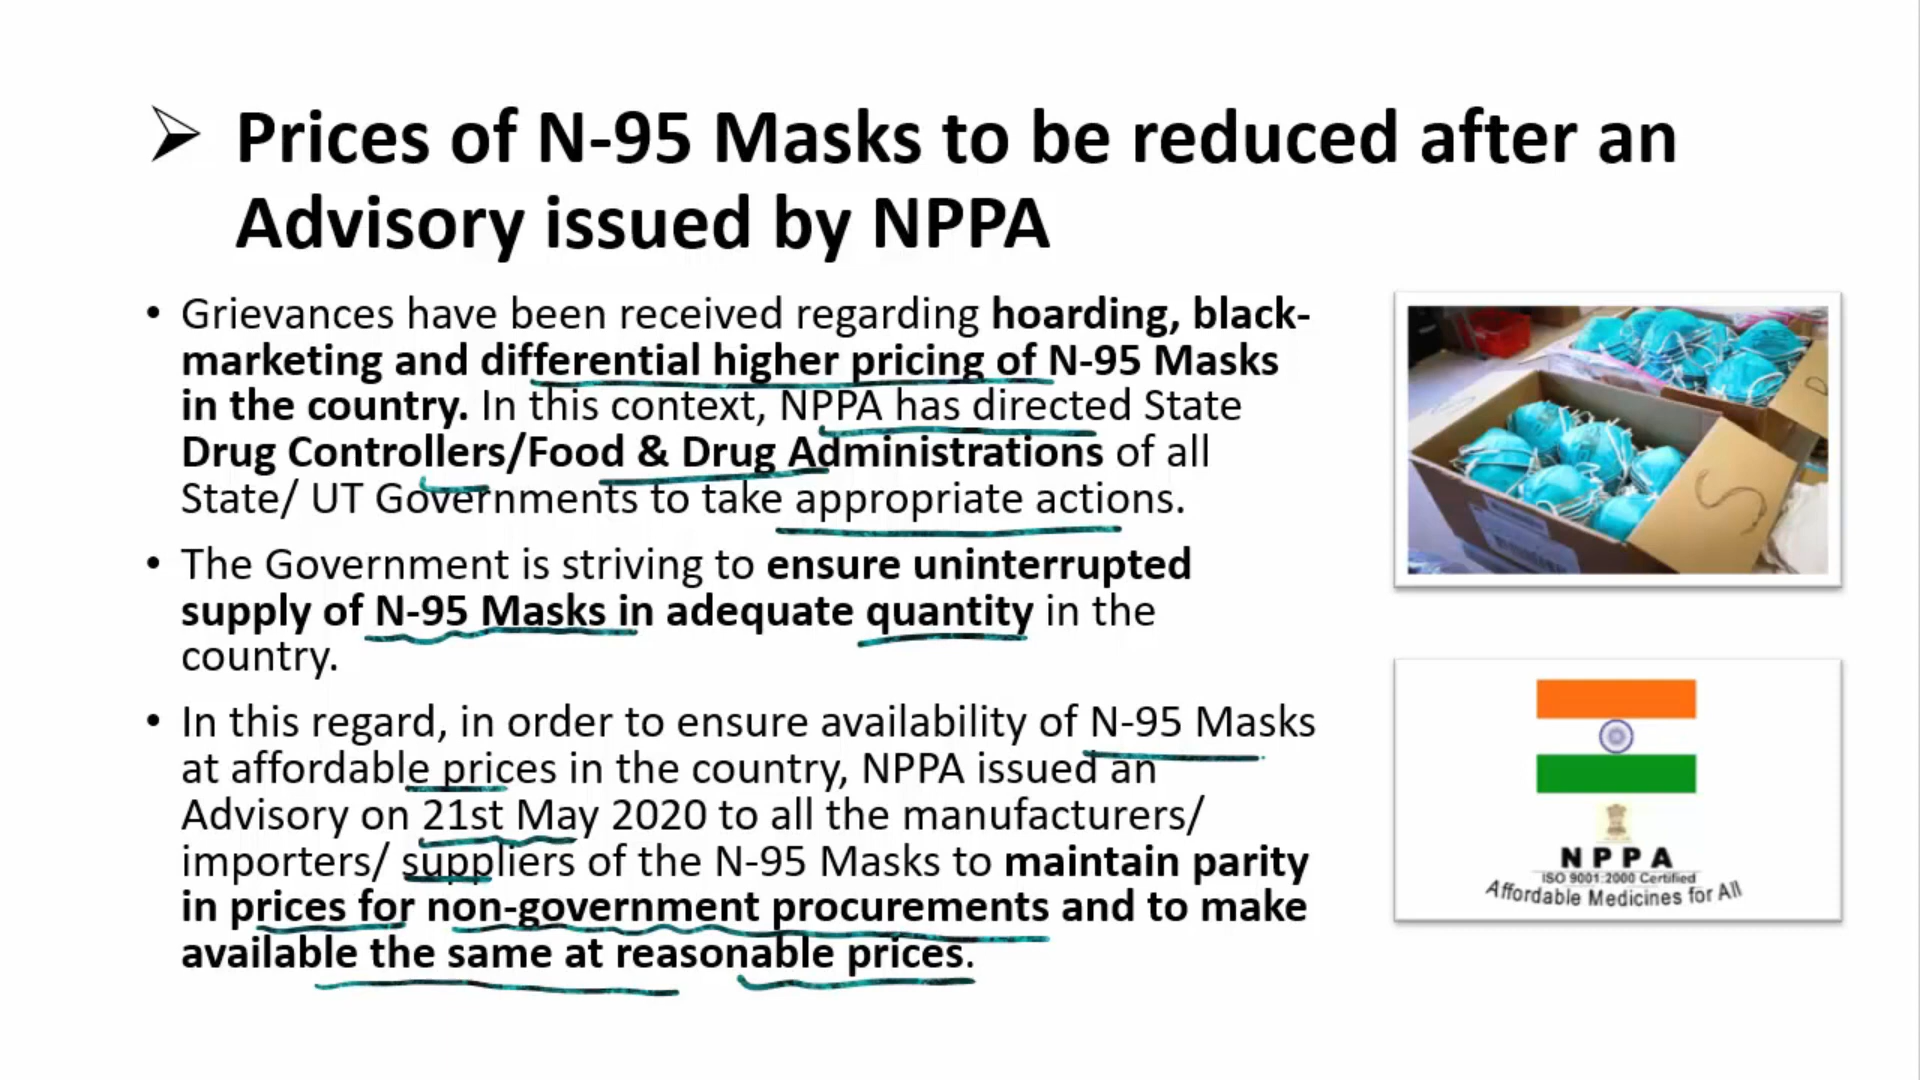 Prices of N-95 Masks to be reduced after an
Advisory issued by NPPA
• Grievances have been received regarding hoarding, black-
marketing and differential higher pricing of N-95 Masks
in the country. In this context, NPPA has directed State
Drug Controllers/Food & Drug Administrations of all
State/ UT Governments to take appropriate actions.
• The Government is striving to ensure uninterrupted
supply of N-95 Masks in adequate quantity in the
country.
• In this regard, in order to ensure availability of N-95 Masks
at affordable prices in the country, NPPA issued an
Advisory on 21st May 2020 to all the manufacturers/
importers/ suppliers of the N-95 Masks to maintain parity
in prices for non-government procurements and to make
available the same at reasonable prices.
S
NPPA
ISO 9001:2000 Certified
Affordable Medicines for All